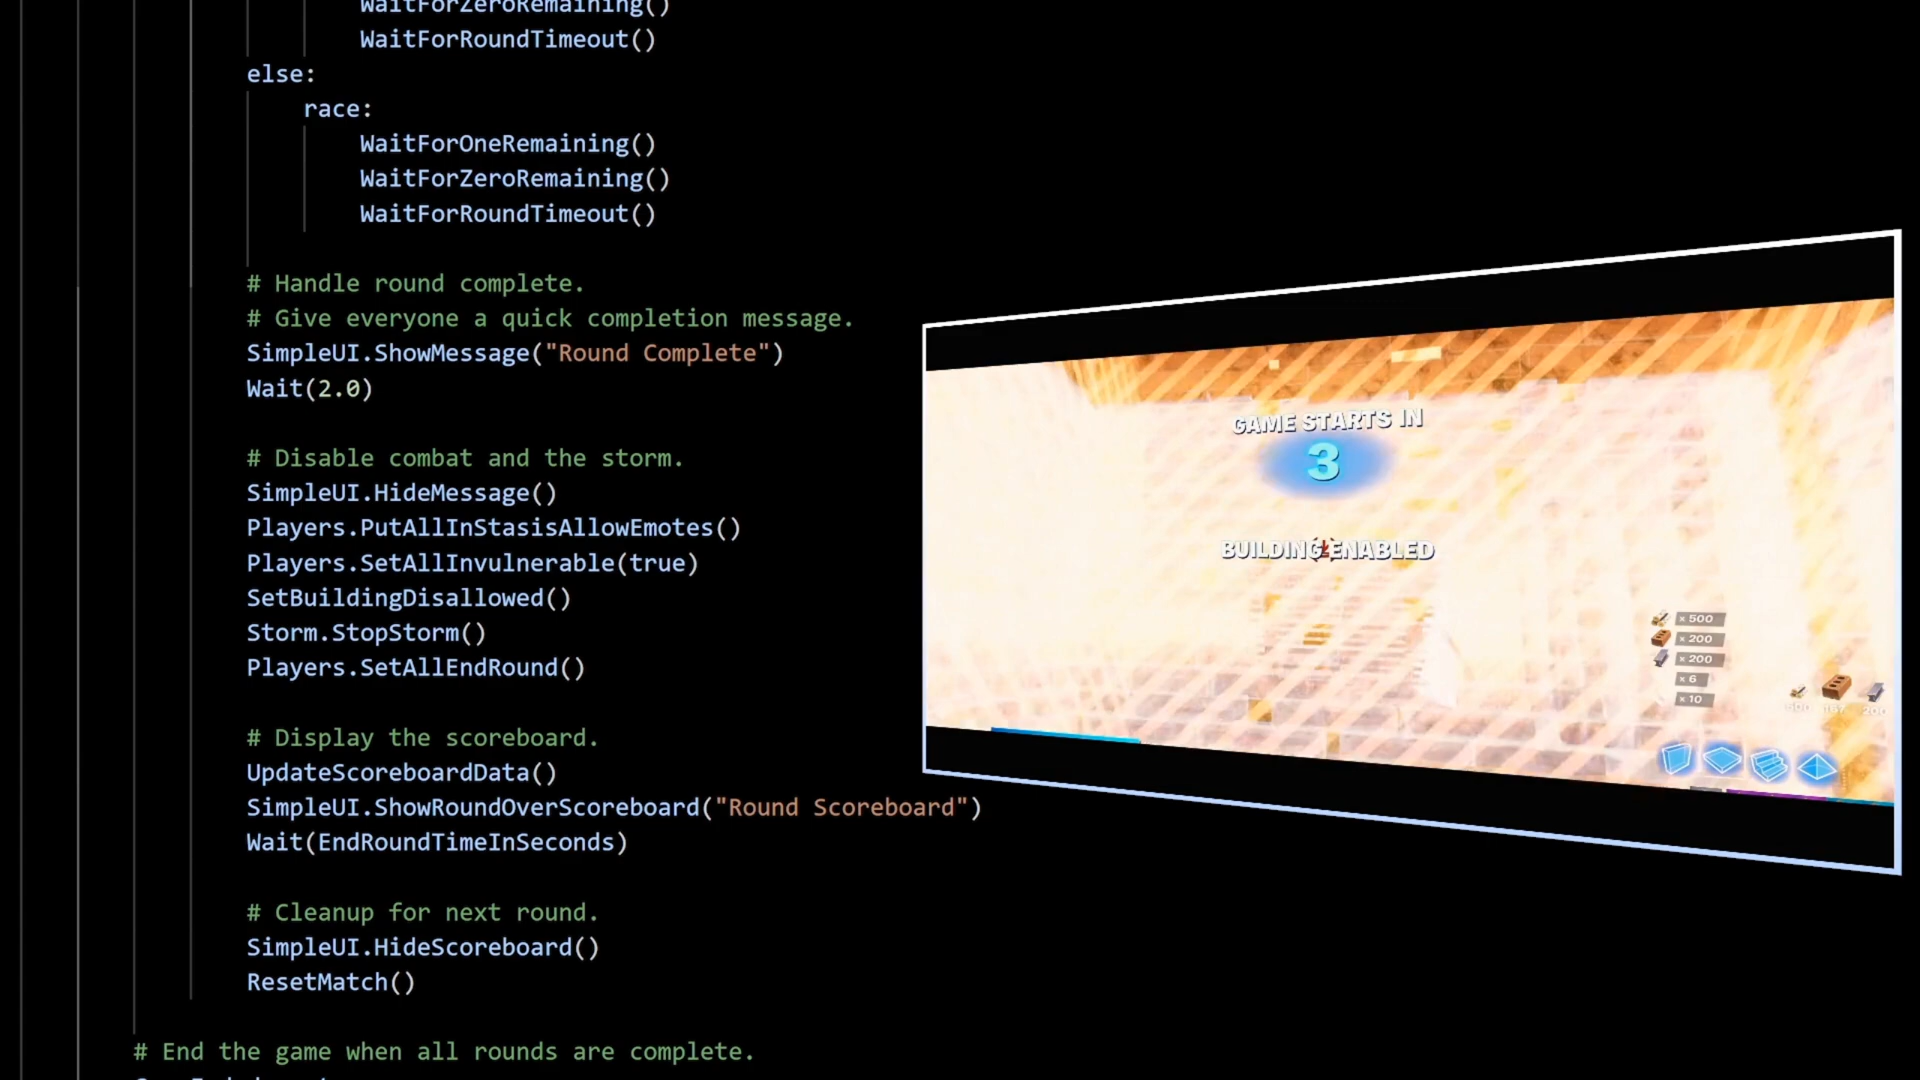 WaitForZeroRemaining()
WaitForRoundTimeout()
else:
race:
WaitForOneRemaining()
WaitForZeroRemaining()
WaitForRoundTimeout()
# Handle round complete.
# Give everyone a quick completion message.
SimpleUI.ShowMessage("Round Complete")
Wait(2.0)
# Disable combat and the storm.
SimpleUI.HideMessage()
Players.PutAllInStasisAllowEmotes()
Players.SetAllInvulnerable(true)
SetBuildingDisallowed()
Storm.StopStorm()
Players.SetAllEndRound()
# Display the scoreboard.
UpdateScoreboardData()
SimpleUI.ShowRoundOverScoreboard("Round Scoreboard")
Wait(EndRoundTimeInSeconds)
# Cleanup for next round.
SimpleUI.HideScoreboard()
ResetMatch()
# End the game when all rounds are complete.
GAME STARTS IN
3
BUILDING ENABLED
x 500
x 200
x 200
x 6
x 10